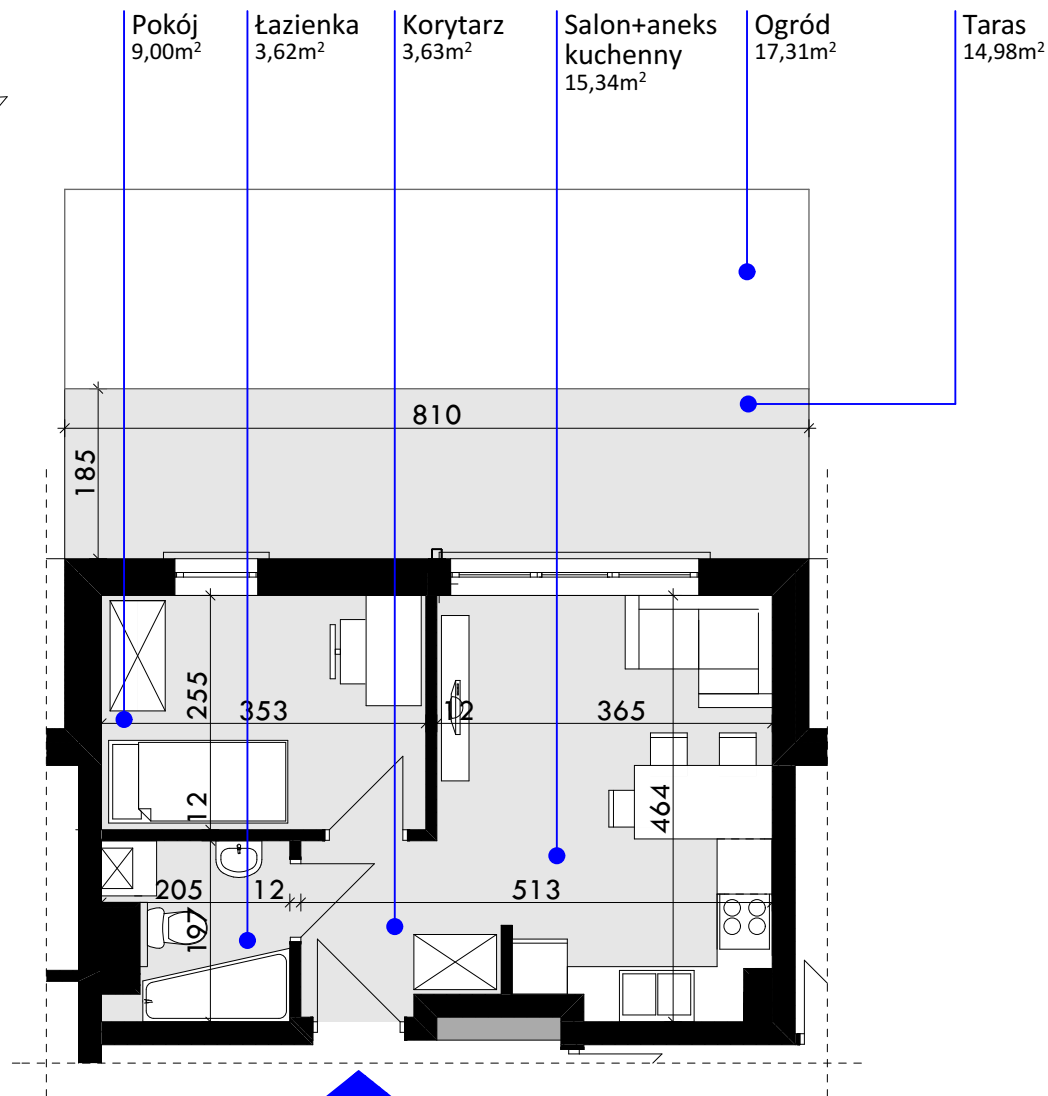 Pokój
9,00m²
Łazienka
3,62m²
Korytarz
3,63m²
Salon+aneks
kuchenny
15,34m²
Ogród
17,31m²
Taras
14,98m²
810
185
255
353
12
365
12
464
205
12
513
197